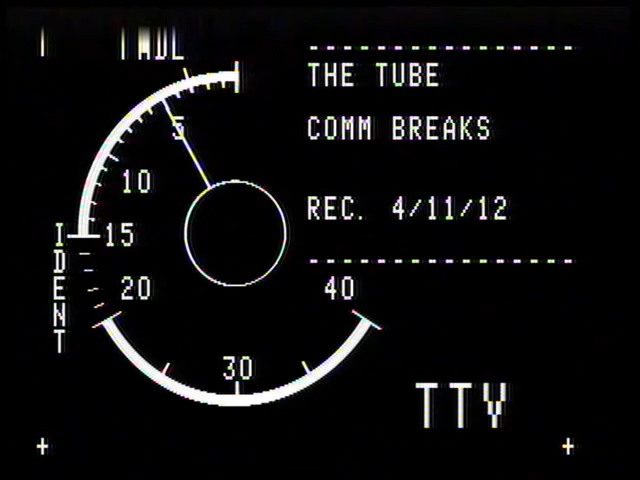 THE TUBE
COMM BREAKS
REC. 4/11/12
5
10
15
20
30
40
IDENT
TTV